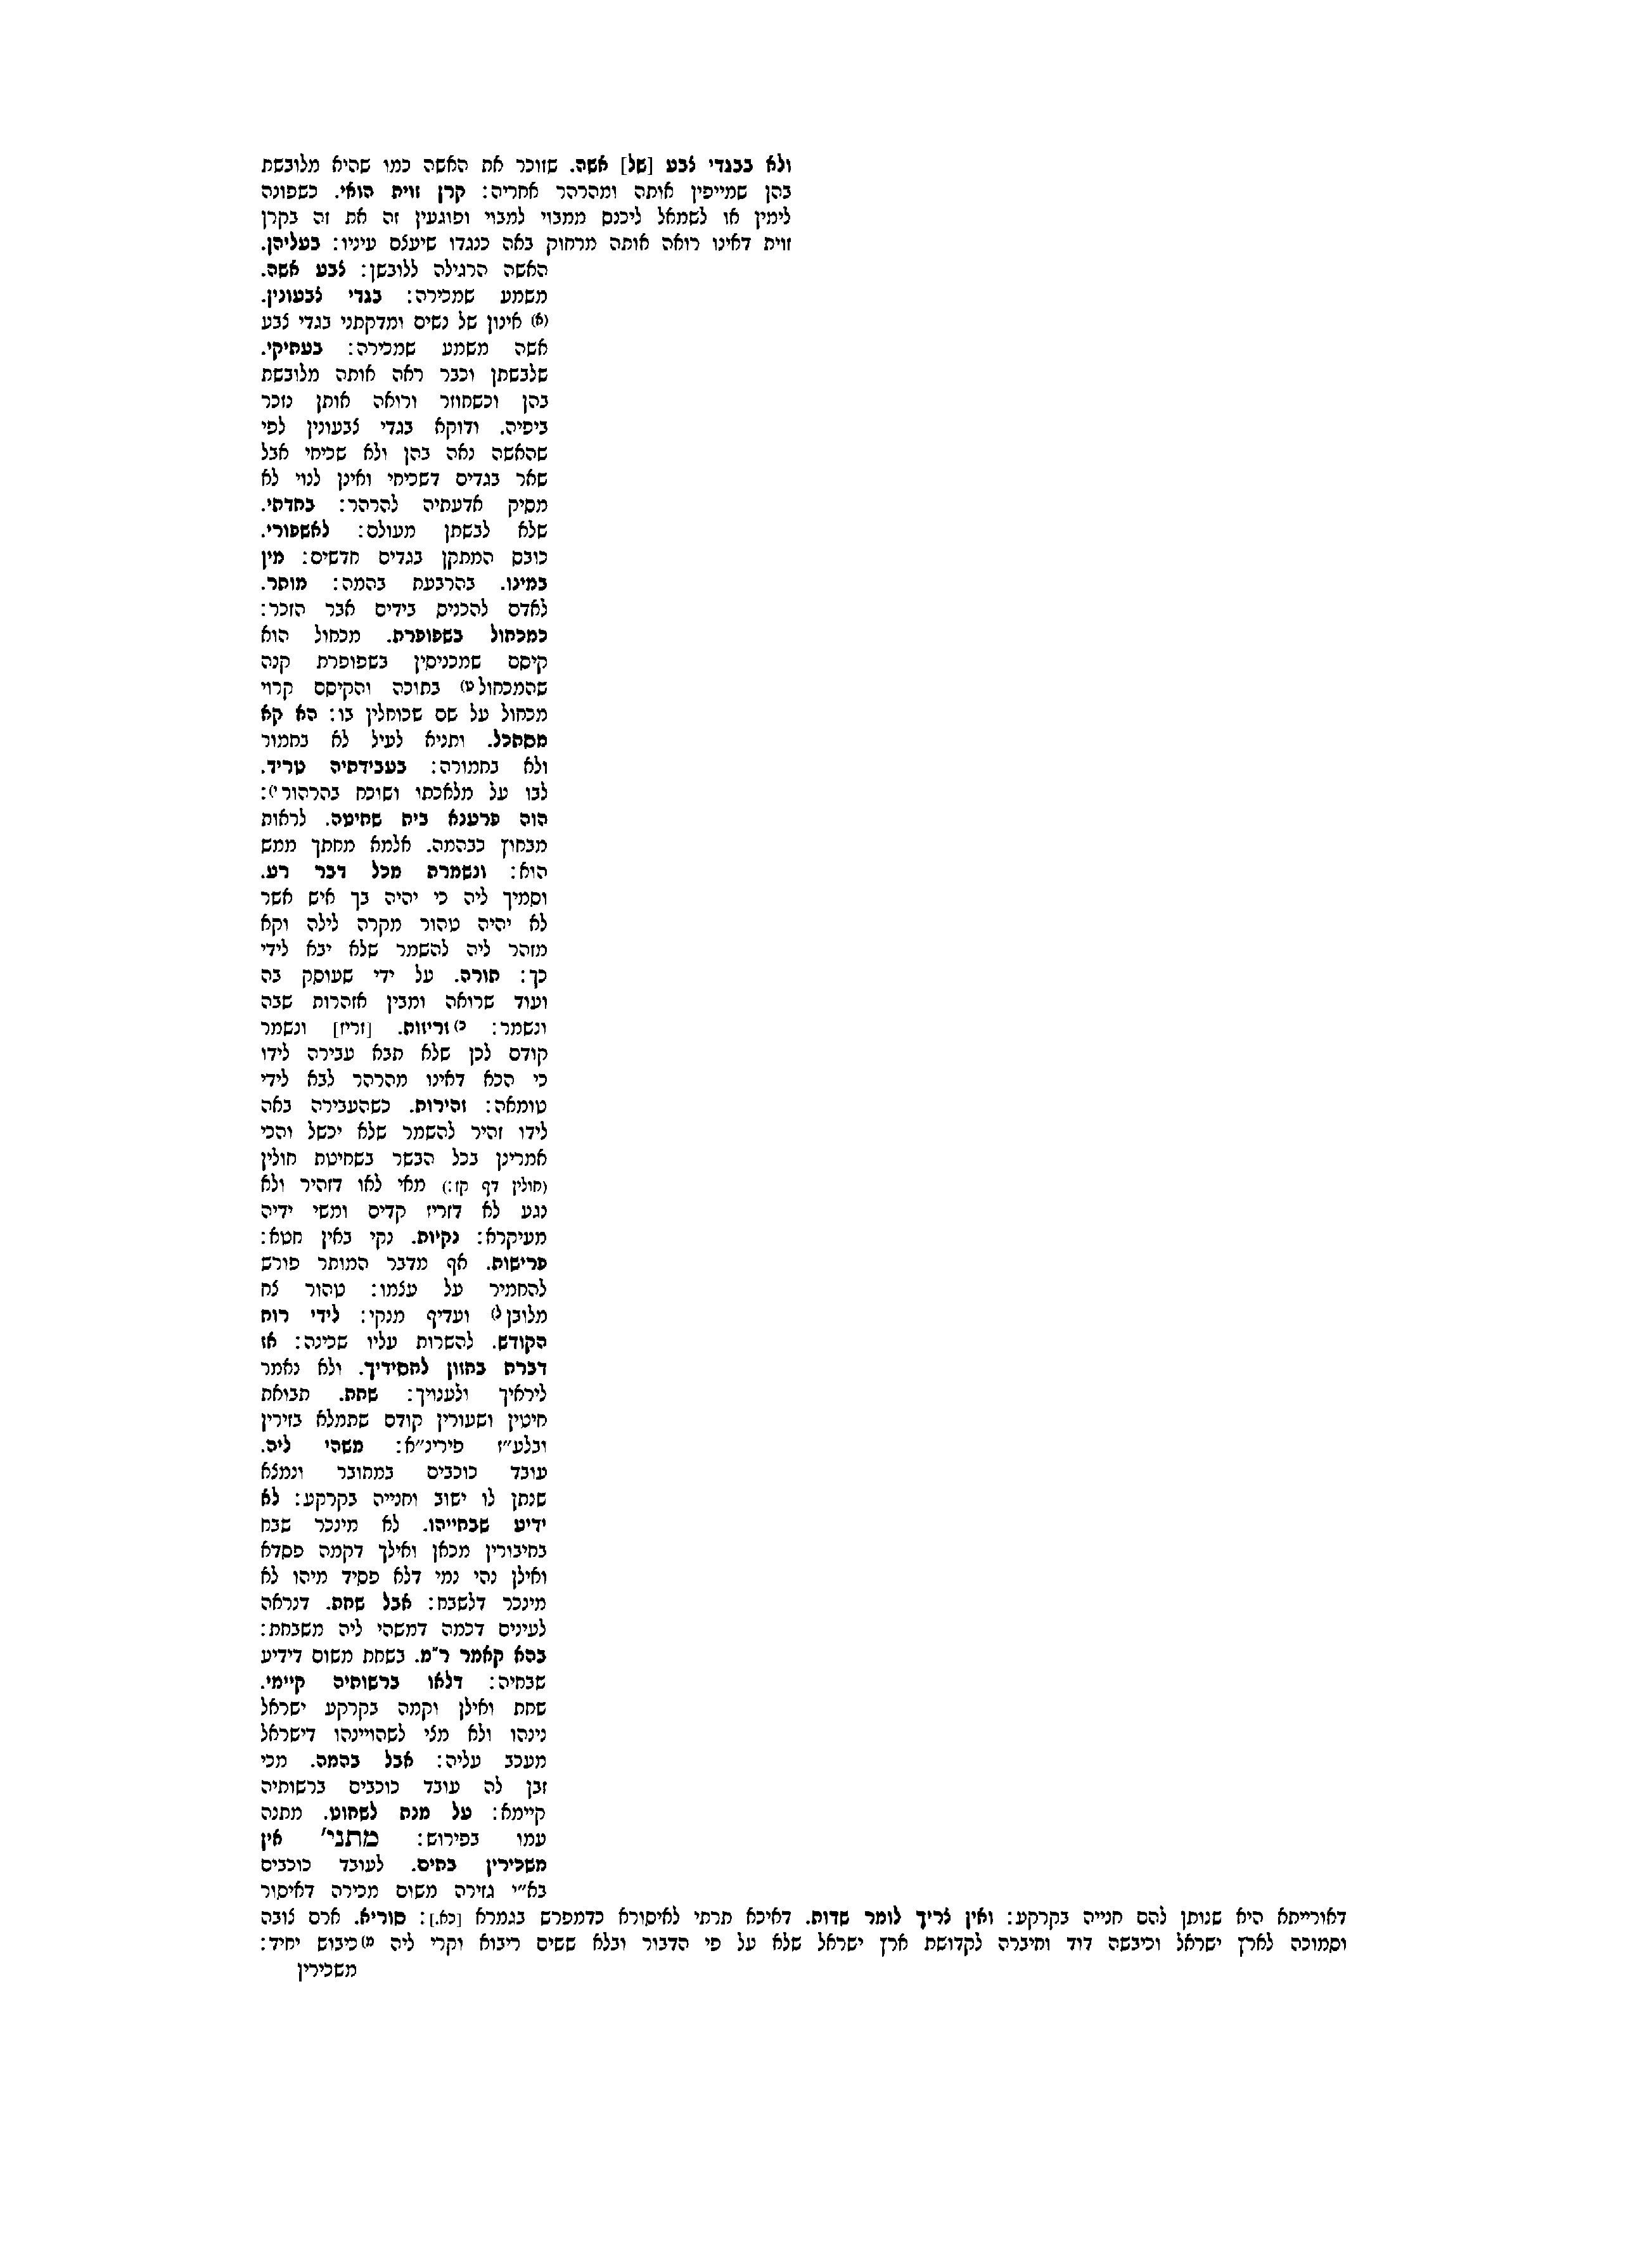 ולא בבגדי צבע [של] אשה. שזוכר את האשה כמו שהיא מלובשת
בהן שמייפין אותה ומהרהר אחריה: קרן זוית הואי. כשפונה
לימין או לשמאל ליכנס ממבוי למבוי ופוגעין זה את זה בקרן
זוית דאינו רואה אותה מרחוק באה כנגדו שיעצם עיניו: בעליהן.
האשה הרגילה ללובשן: צבע אשה.
משמע שמכירה: בגדי צבעונין.
(א) אינון של נשים ומדקתני בגדי צבע
אשה משמע שמכירה: בעתיקי.
שלבשתן וכבר ראה אותה מלובשת
בהן וכשחוזר ורואה אותן נזכר
ביפיה. ודוקא בגדי צבעונין לפי
שהאשה נאה בהן ולא שכיחי אבל
שאר בגדים דשכיחי ואינן לנוי לא
מסיק אדעתיה להרהר: בחדתי.
שלא לבשתן מעולם: לאשפורי.
כובס המתקן בגדים חדשים: מין
במינו. בהרבעת בהמה: מותר.
לאדם להכניס בידים אבר הזכר:
כמכחול בשפופרת. מכחול הוא
קיסם שמכניסין בשפופרת קנה
שהמכחול ט) בתוכה והקיסם קרוי
מכחול על שם שכוחלין בו: הא קא
מסתכל. ותניא לעיל לא בחמור
ולא בחמורה: בעבידתיה טריד.
לבו על מלאכתו ושוכח בהרהור י):
הוה פרענא בית שחיטה. לראות
מבחוץ כבהמה. אלמא מחתך ממש
הוא: ונשמרת מכל דבר רע.
וסמיך ליה כי יהיה בך איש אשר
לא יהיה טהור מקרה לילה וקא
מזהר ליה להשמר שלא יבא לידי
כך: תורה. על ידי שעוסק בה
ועוד שרואה ומבין אזהרות שבה
ונשמר: כ) זריזות. [זריז] ונשמר
קודם לכן שלא תבא עבירה לידו
כי הכא דאינו מהרהר לבא לידי
טומאה: זהירות. כשהעבירה באה
לידו זהיר להשמר שלא יכשל והכי
אמרינן בכל הבשר בשחיטת חולין
(חולין דף קז:) מאי לאו דזהיר ולא
נגע לא דזריז קדים ומשי ידיה
מעיקרא: נקיות. נקי באין חטא:
פרישות. אף מדבר המותר פורש
להחמיר על עצמו: טהור צח
מלובן ל) ועדיף מנקי: לידי רוח
הקודש. להשרות עליו שכינה: אז
דברת בחזון לחסידיך. ולא נאמר
ליראיך ולענויך: שחת. תבואת
חיטין ושעורין קודם שתמלא בזירין
ובלע״ז פירינ״א: משהי ליה.
עובד כוכבים במחובר ונמצא
שנתן לו ישוב וחנייה בקרקע: לא
ידיע שבחייהו. לא מינכר שבח
בחיבורין מכאן ואילך דקמה פסדא
ואילן נהי נמי דלא פסיד מיהו לא
מינכר דלשבח: אבל שחת. דנראה
לעינים דכמה דמשהי ליה משבחת:
בהא קאמר ר״מ. בשחת משום דידיע
שבחיה: דלאו ברשותיה קיימי.
שחת ואילן וקמה בקרקע ישראל
נינהו ולא מצי לשהויינהו דישראל
מעכב עליה: אבל בהמה. מכי
זבן לה עובד כוכבים ברשותיה
קיימא: על מנת לשחוט. מתנה
עמו בפירוש: מתני׳ אין
משכירין בתים. לעובד כוכבים
בא״י גזירה משום מכירה דאיסור
דאורייתא היא שנותן להם חנייה בקרקע: ואין צריך לומר שדות. דאיכא תרתי לאיסורא כדמפרש בגמרא [כא.]: סוריא. ארם צובה
וסמוכה לארץ ישראל וכיבשה דוד וחיברה לקדושת ארץ ישראל שלא על פי הדבור ובלא ששים ריבוא וקרי ליה מ) כיבוש יחיד:
משכירין